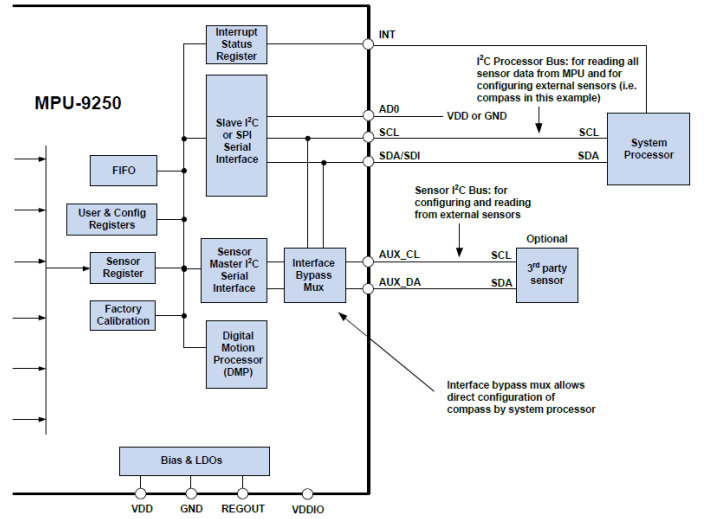 Interrupt
Status
Register
INT
I²C Processor Bus: for reading all
sensor data from MPU and for
configuring external sensors (i.e.
compass in this example)
MPU-9250
Slave I²C
or SPI
Serial
Interface
AD0
VDD or GND
SCL
SCL
SDA/SDI
SDA
System
Processor
FIFO
User & Config
Registers
Sensor I²C Bus: for
configuring and reading
from external sensors
Sensor
Register
Sensor
Master I²C
Serial
Interface
Interface
Bypass
Mux
AUX_CL
SCL
AUX_DA
SDA
Optional
3rd party
sensor
Factory
Calibration
Digital
Motion
Processor
(DMP)
Interface bypass mux allows
direct configuration of
compass by system processor
Bias & LDOs
VDD
GND
REGOUT
VDDIO